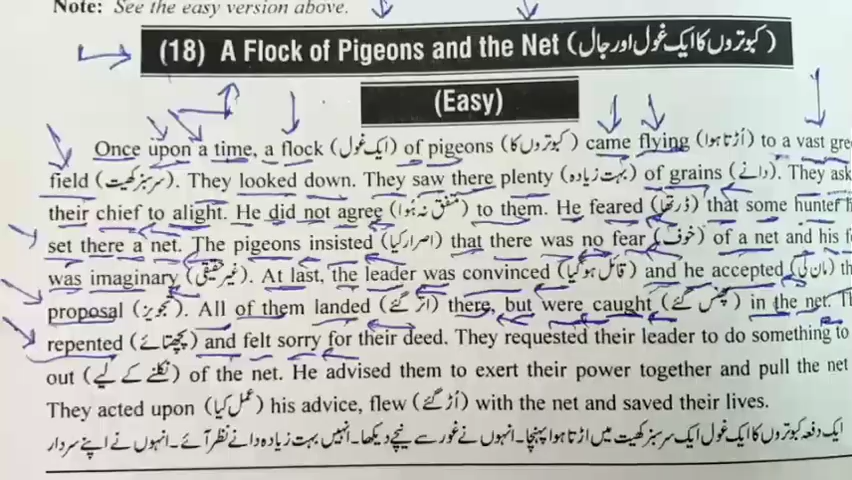 Note: See the easy version above.
(18) A Flock of Pigeons and the Net (کبوتروں کا ایک غول اور جال)
(Easy)
Once upon a time, a flock (ایک غول) of pigeons (کبوتروں کا) came flying (اُڑتا ہوا) to a vast gre
field (سرسبز کھیت). They looked down. They saw there plenty (بہت زیادہ) of grains (دانے). They ask
their chief to alight. He did not agree (متفق نہ ہُوا) to them. He feared (ڈرتا تھا) that some hunter h
set there a net. The pigeons insisted (اصرار کیا) that there was no fear (خوف) of a net and his f
was imaginary (غیر حقیقی). At last, the leader was convinced (قائل ہو گیا) and he accepted (مان لی) th
proposal (تجویز). All of them landed (اُتر گئے) there, but were caught (پھنس گئے) in the net. T
repented (پچھتائے) and felt sorry for their deed. They requested their leader to do something to
out (نکلنے کے لیے) of the net. He advised them to exert their power together and pull the net
They acted upon (عمل کیا) his advice, flew (اُڑ گئے) with the net and saved their lives.
ایک دفعہ کبوتروں کا ایک غول ایک سرسبز کھیت میں اڑتا ہوا پہنچا۔ انہوں نے غور سے نیچے دیکھا۔ انہیں بہت زیادہ دانے نظر آئے۔ انہوں نے اپنے سردار